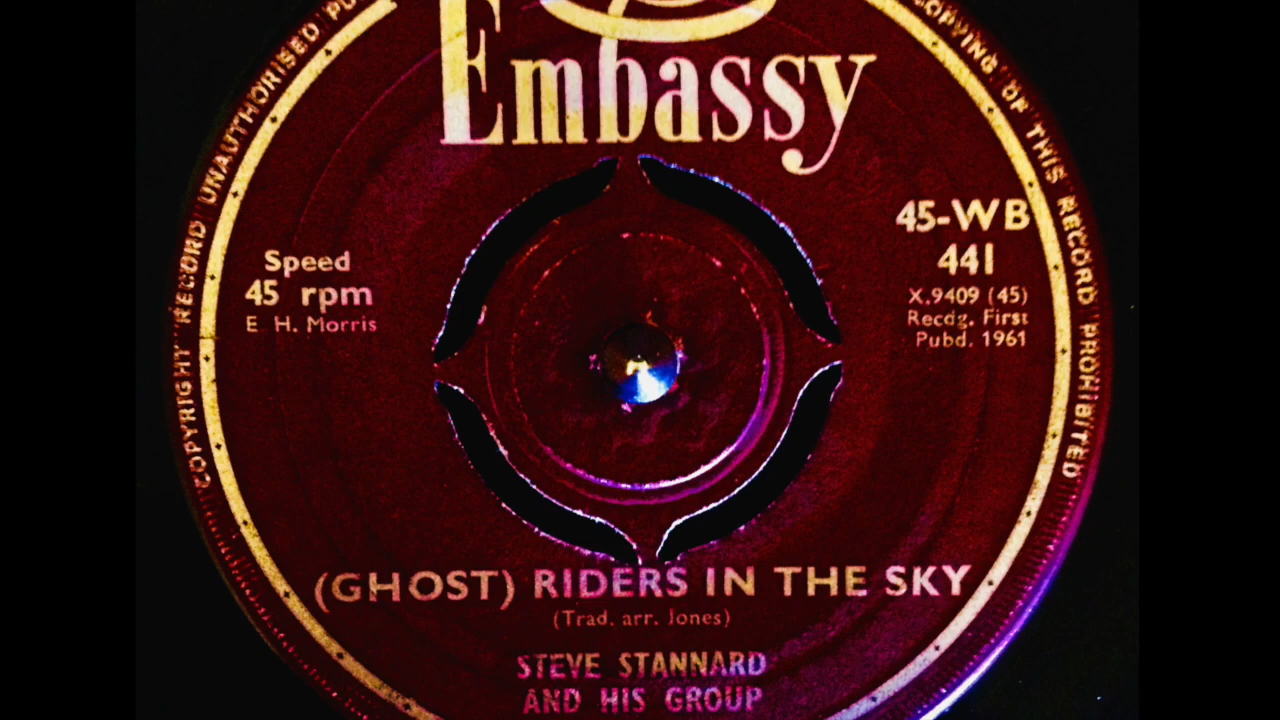 COPYRIGHT RECORD UNAUTHORISED
COPYING OF THIS RECORD PROHIBITED
Embassy
45-WB
441
X.9409 (45)
Recdg. First
Pubd. 1961
Speed
45 rpm
E. H. Morris
(GHOST) RIDERS IN THE SKY
(Trad. arr. Jones)
STEVE STANNARD
AND HIS GROUP